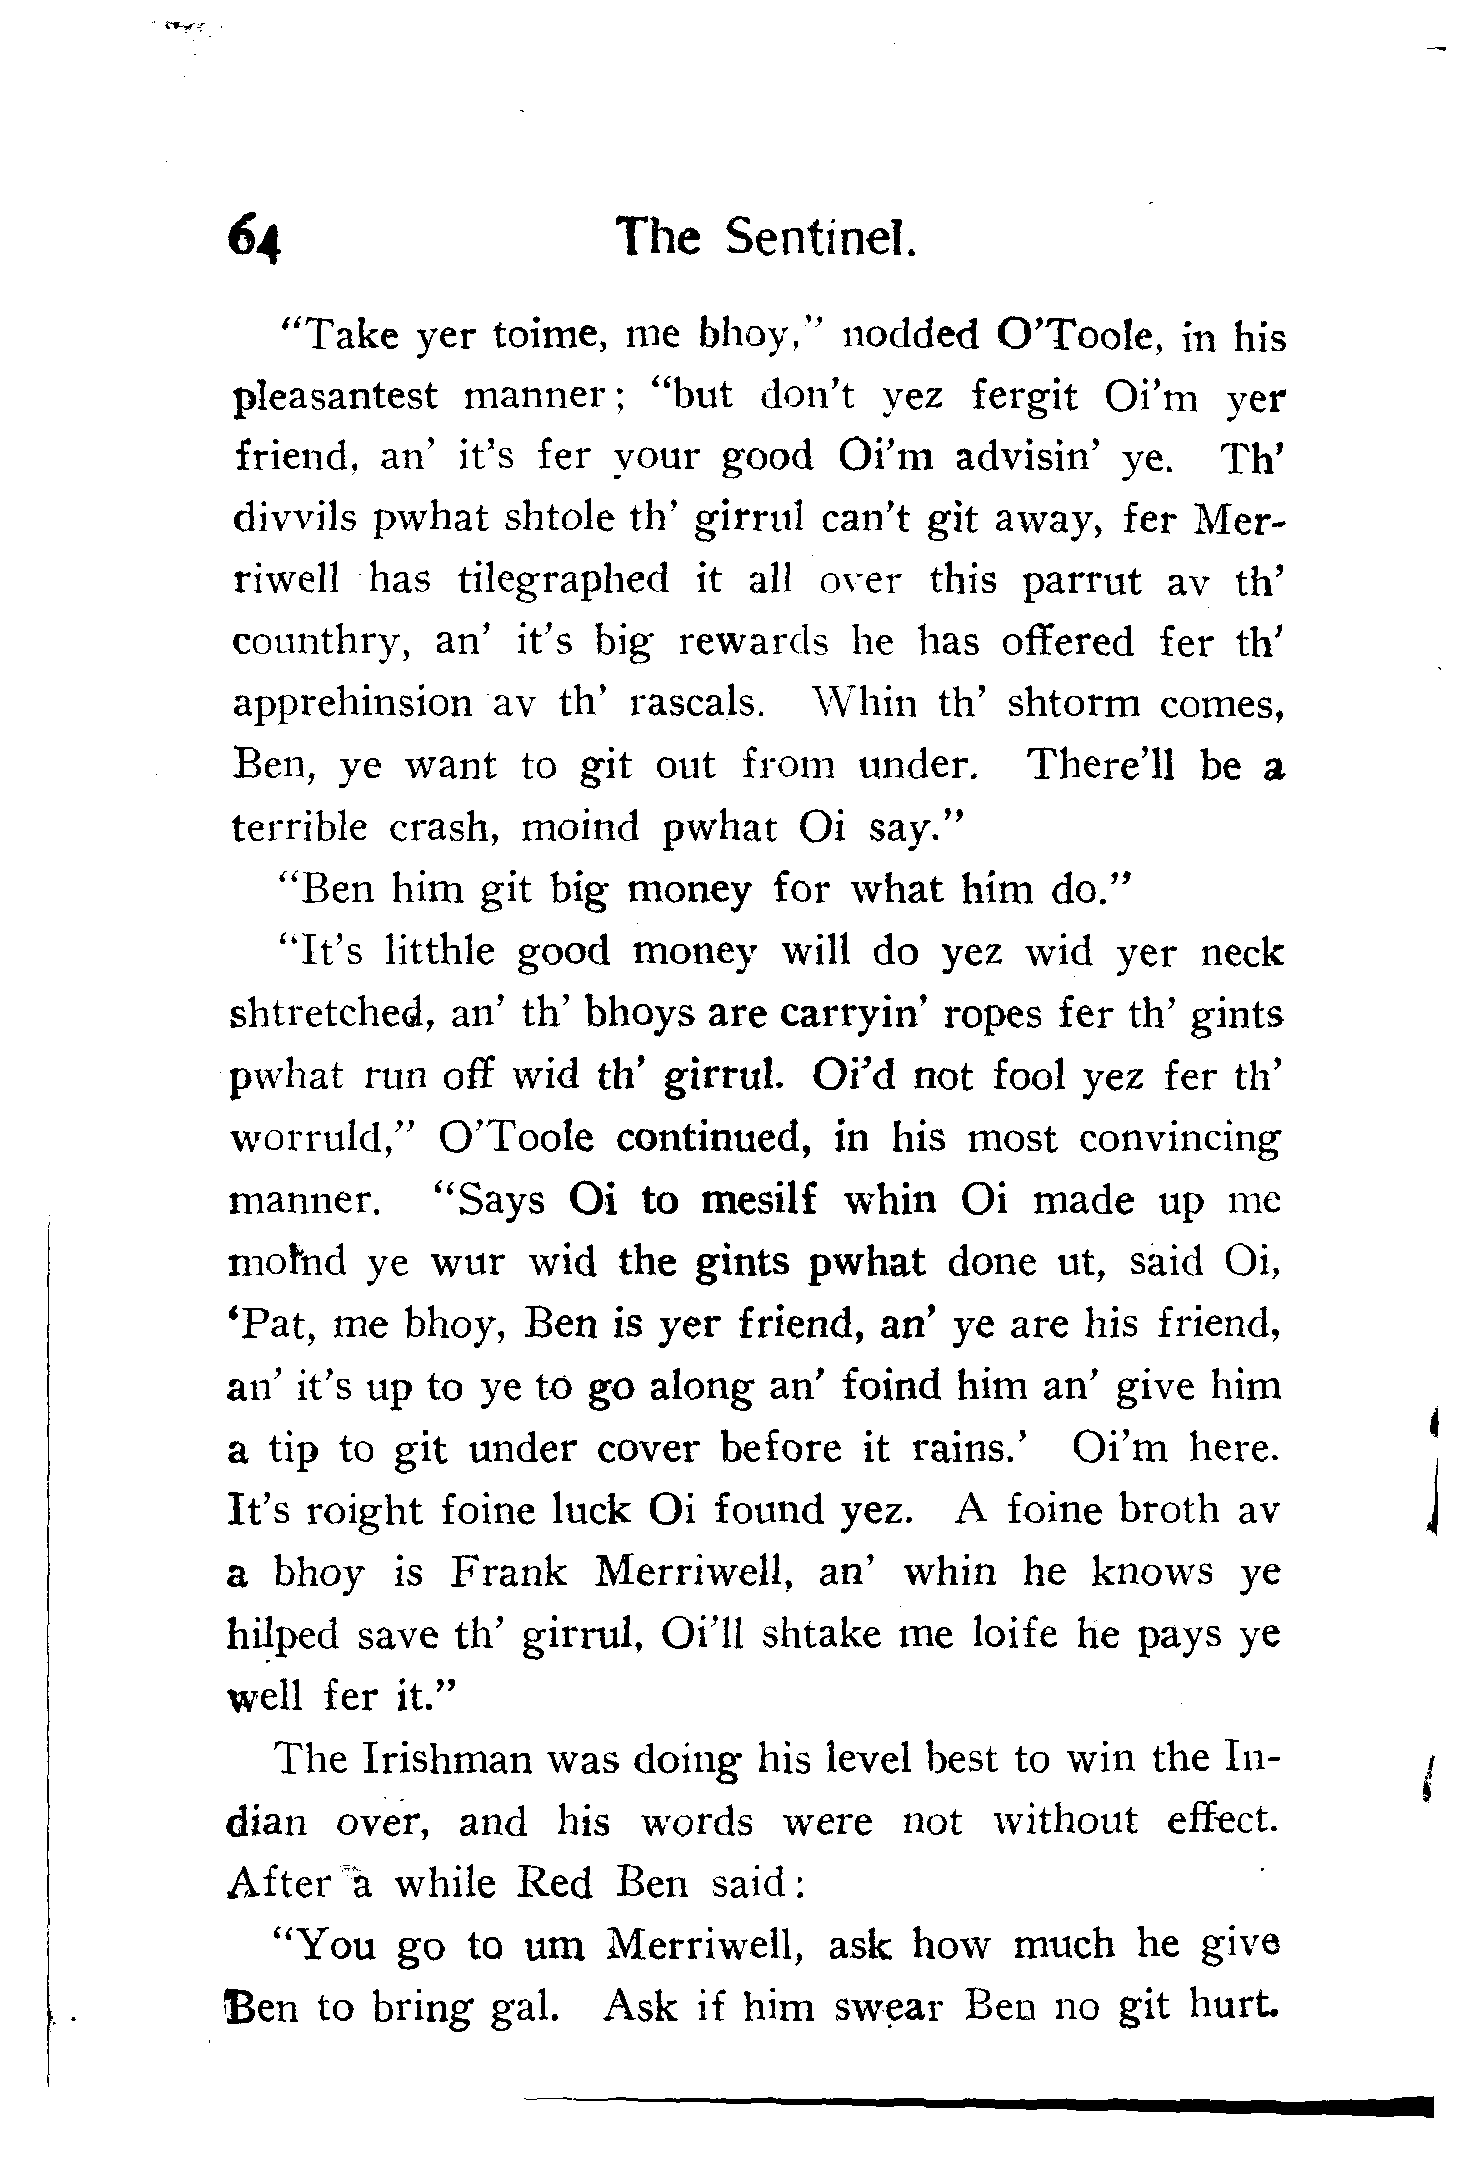 64 The Sentinel.
"Take yer toime, me bhoy," nodded O'Toole, in his
pleasantest manner; "but don't yez fergit Oi'm yer
friend, an' it's fer your good Oi'm advisin' ye. Th'
divvils pwhat shtole th' girrul can't git away, fer Mer-
riwell has tilegraphed it all over this parrut av th'
counthry, an' it's big rewards he has offered fer th'
apprehinsion av th' rascals. Whin th' shtorm comes,
Ben, ye want to git out from under. There'll be a
terrible crash, moind pwhat Oi say."
"Ben him git big money for what him do."
"It's litthle good money will do yez wid yer neck
shtretched, an' th' bhoys are carryin' ropes fer th' gints
pwhat run off wid th' girrul. Oi'd not fool yez fer th'
worruld," O'Toole continued, in his most convincing
manner. "Says Oi to mesilf whin Oi made up me
moind ye wur wid the gints pwhat done ut, said Oi,
'Pat, me bhoy, Ben is yer friend, an' ye are his friend,
an' it's up to ye to go along an' foind him an' give him
a tip to git under cover before it rains.' Oi'm here.
It's roight foine luck Oi found yez. A foine broth av
a bhoy is Frank Merriwell, an' whin he knows ye
hilped save th' girrul, Oi'll shtake me loife he pays ye
well fer it."
The Irishman was doing his level best to win the In-
dian over, and his words were not without effect.
After a while Red Ben said:
"You go to um Merriwell, ask how much he give
Ben to bring gal. Ask if him swear Ben no git hurt.